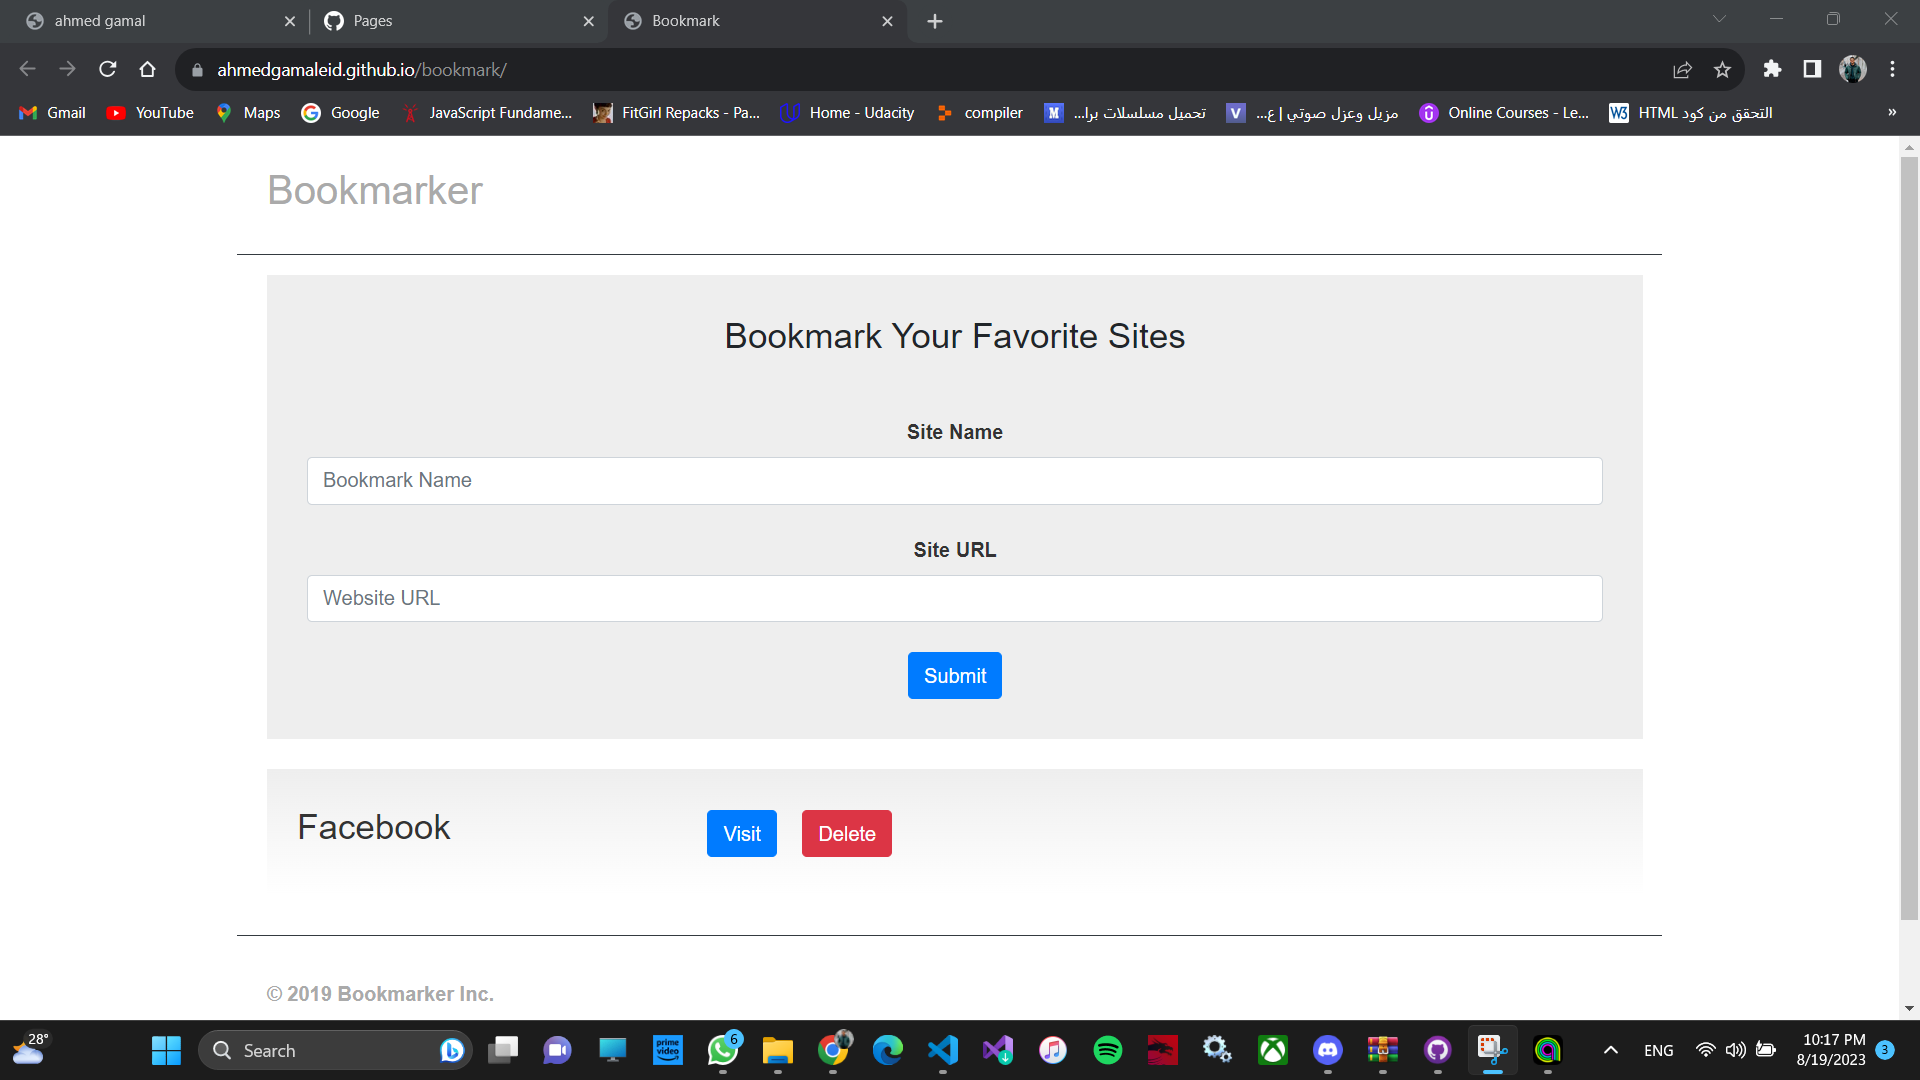 ahmed gamal
Pages
Bookmark
ahmedgamaleid.github.io/bookmark/
Gmail
YouTube
Maps
Google
JavaScript Fundame...
FitGirl Repacks - Pa...
Home - Udacity
compiler
تحميل مسلسلات برا...
مزيل وعزل صوتي | ع...
Online Courses - Le...
التحقق من كود HTML
»
Bookmarker
Bookmark Your Favorite Sites
Site Name
Bookmark Name
Site URL
Website URL
Submit
Facebook
Visit
Delete
© 2019 Bookmarker Inc.
28°
Search
prime video
6
ENG
10:17 PM
8/19/2023
3